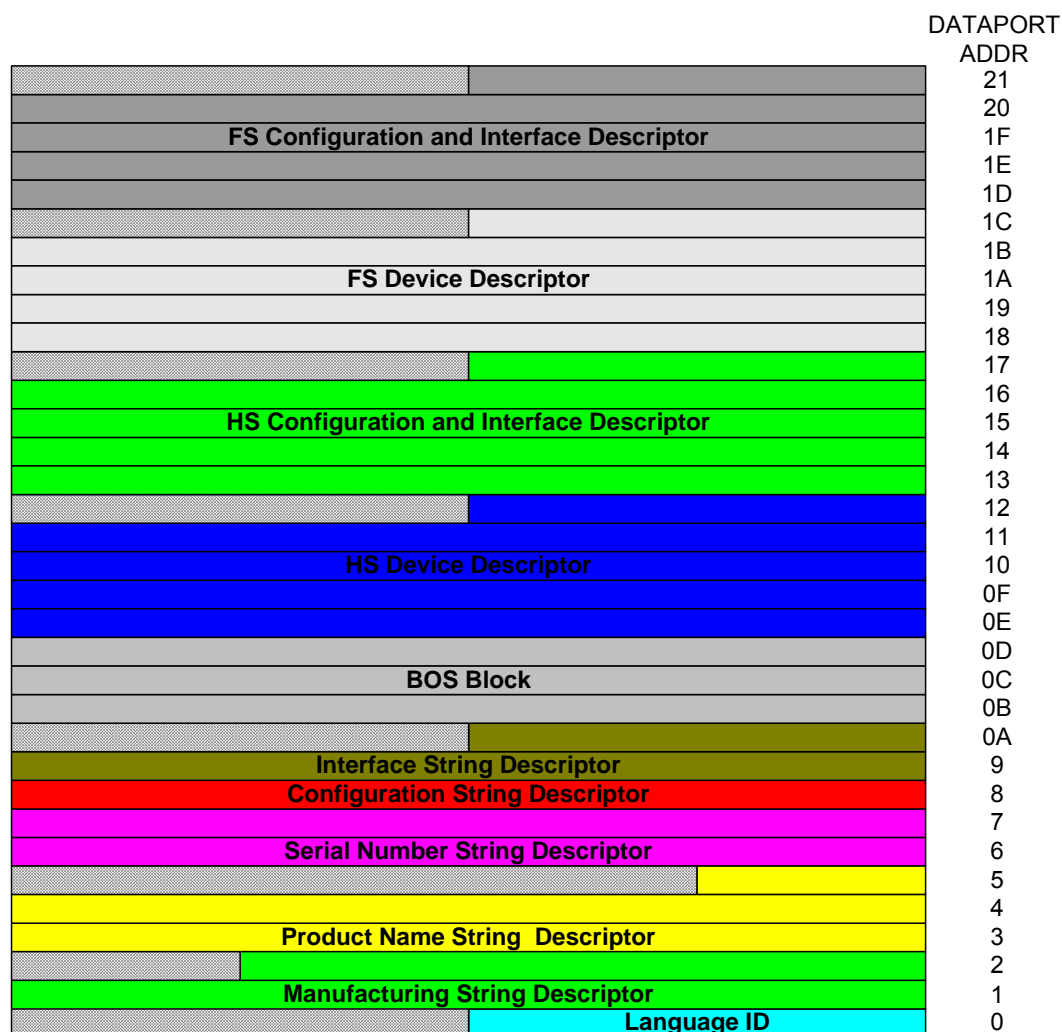 DATAPORT
ADDR
21
20
FS Configuration and Interface Descriptor 1F
1E
1D
1C
1B
FS Device Descriptor 1A
19
18
17
16
HS Configuration and Interface Descriptor 15
14
13
12
11
HS Device Descriptor 10
0F
0E
0D
BOS Block 0C
0B
0A
Interface String Descriptor 9
Configuration String Descriptor 8
7
Serial Number String Descriptor 6
5
4
Product Name String Descriptor 3
2
Manufacturing String Descriptor 1
Language ID 0